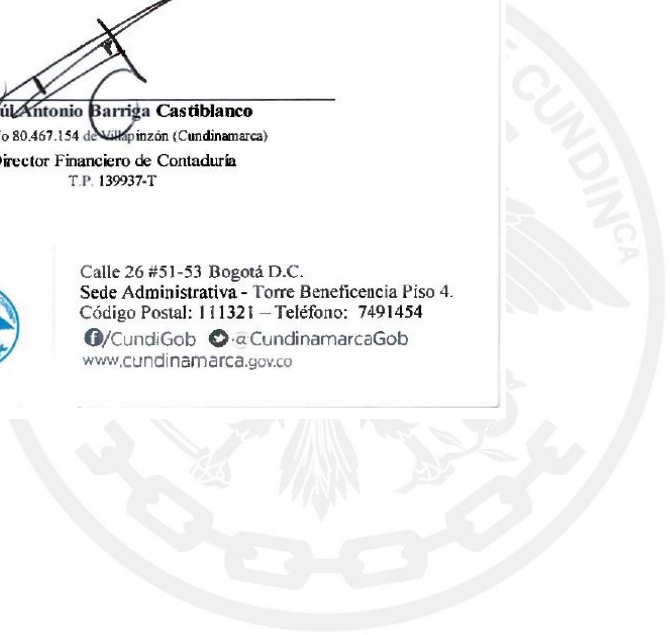 Antonio Barriga Castiblanco
80.467.154 de Villapinzón (Cundinamarca)
Director Financiero de Contaduría
T.P. 139937-T
Calle 26 #51-53 Bogotá D.C.
Sede Administrativa - Torre Beneficencia Piso 4.
Código Postal: 111321 – Teléfono: 7491454
/CundiGob @CundinamarcaGob
www.cundinamarca.gov.co